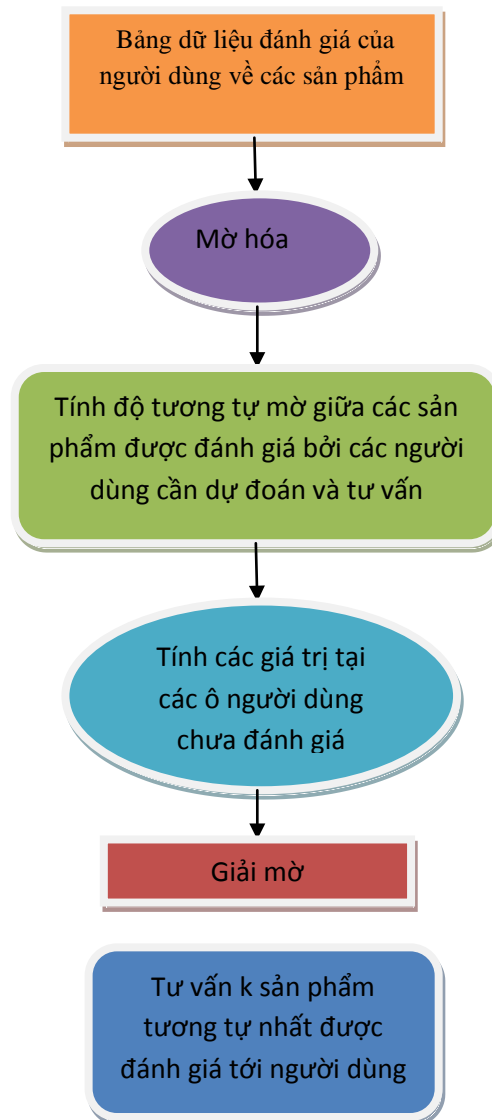 Bảng dữ liệu đánh giá của
người dùng về các sản phẩm
Mờ hóa
Tính độ tương tự mờ giữa các sản
phẩm được đánh giá bởi các người
dùng cần dự đoán và tư vấn
Tính các giá trị tại
các ô người dùng
chưa đánh giá
Giải mờ
Tư vấn k sản phẩm
tương tự nhất được
đánh giá tới người dùng